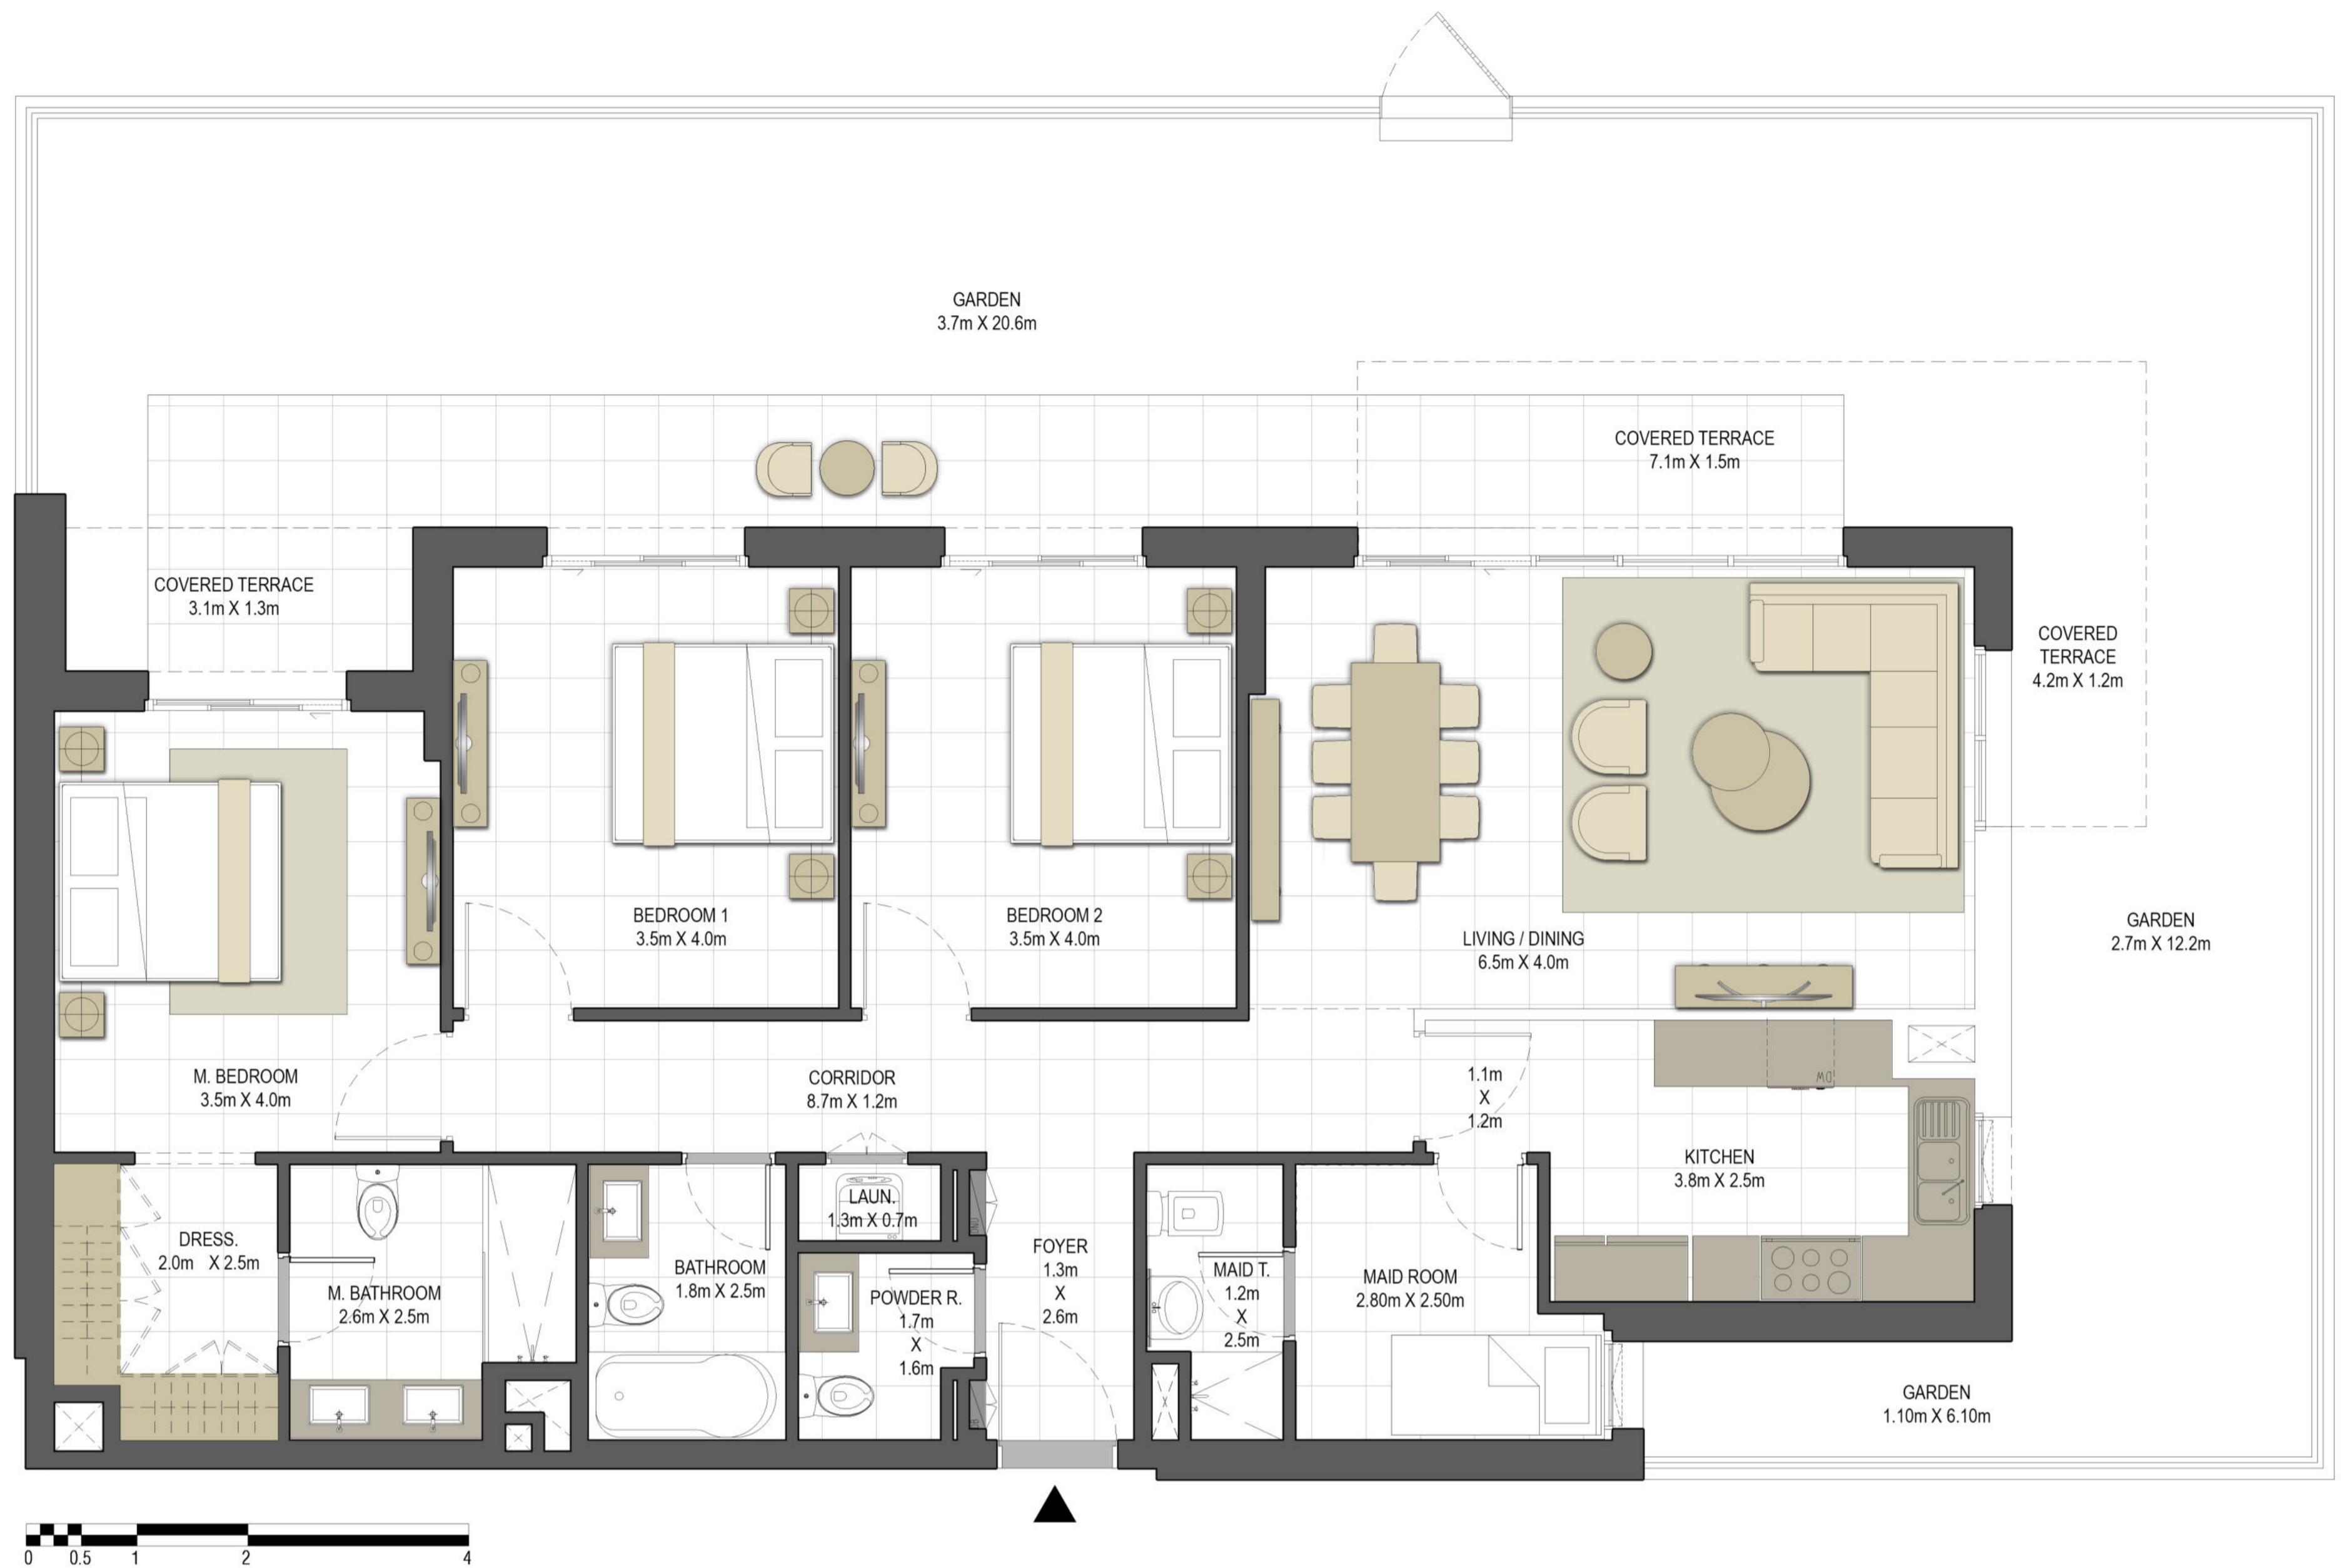 GARDEN
3.7m X 20.6m
COVERED TERRACE
7.1m X 1.5m
COVERED TERRACE
3.1m X 1.3m
COVERED
TERRACE
4.2m X 1.2m
BEDROOM 1
3.5m X 4.0m
BEDROOM 2
3.5m X 4.0m
LIVING / DINING
6.5m X 4.0m
GARDEN
2.7m X 12.2m
M. BEDROOM
3.5m X 4.0m
CORRIDOR
8.7m X 1.2m
1.1m
X
1.2m
DW
KITCHEN
3.8m X 2.5m
DRESS.
2.0m X 2.5m
M. BATHROOM
2.6m X 2.5m
BATHROOM
1.8m X 2.5m
LAUN.
1.3m X 0.7m
POWDER R.
1.7m
X
1.6m
FOYER
1.3m
X
2.6m
MAID T.
1.2m
X
2.5m
MAID ROOM
2.80m X 2.50m
GARDEN
1.10m X 6.10m
0 0.5 1 2 4